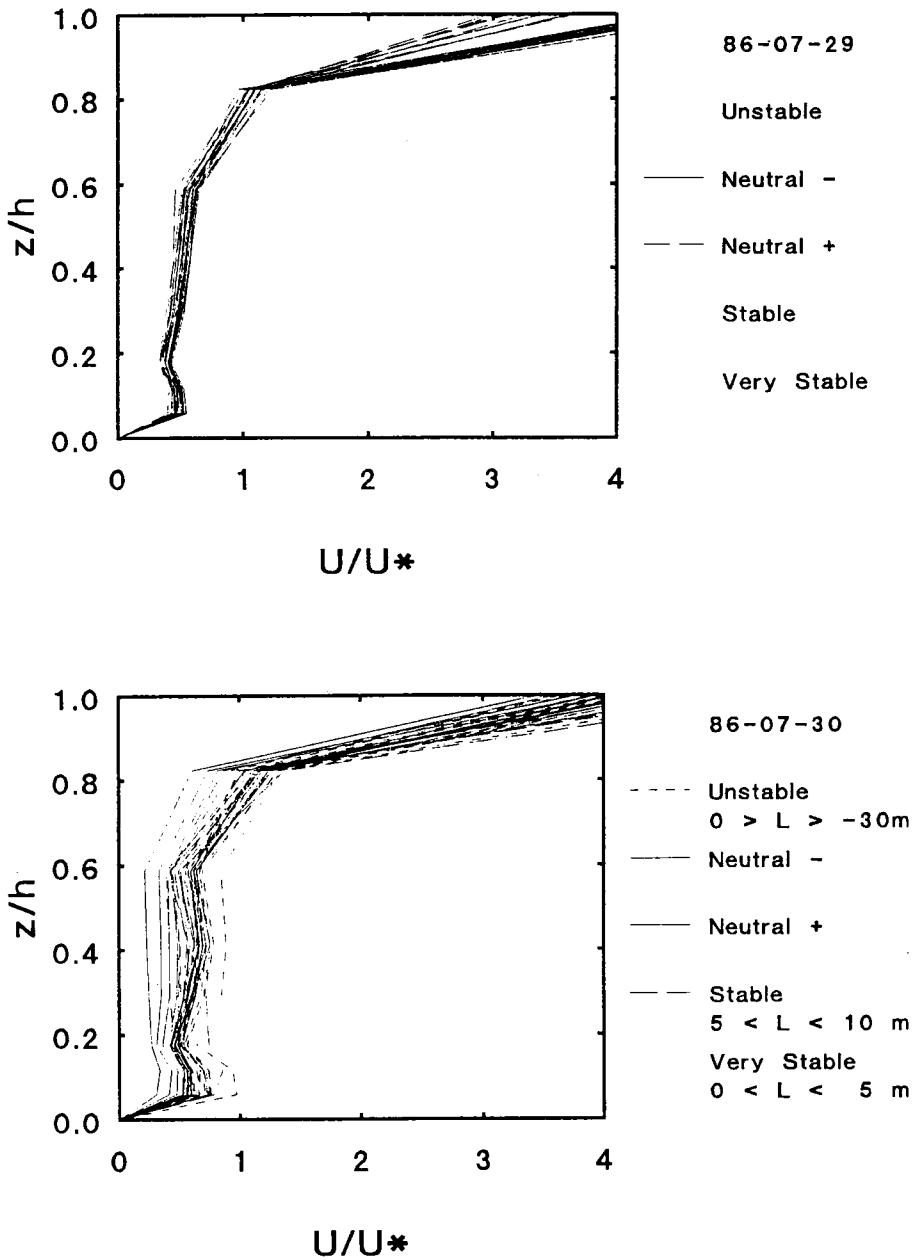 1.0
0.8
0.6
0.4
0.2
0.0
z/h
0 1 2 3 4
U/U*
86-07-29
Unstable
Neutral -
Neutral +
Stable
Very Stable
1.0
0.8
0.6
0.4
0.2
0.0
z/h
0 1 2 3 4
U/U*
86-07-30
Unstable
0 > L > -30m
Neutral -
Neutral +
Stable
5 < L < 10 m
Very Stable
0 < L < 5 m